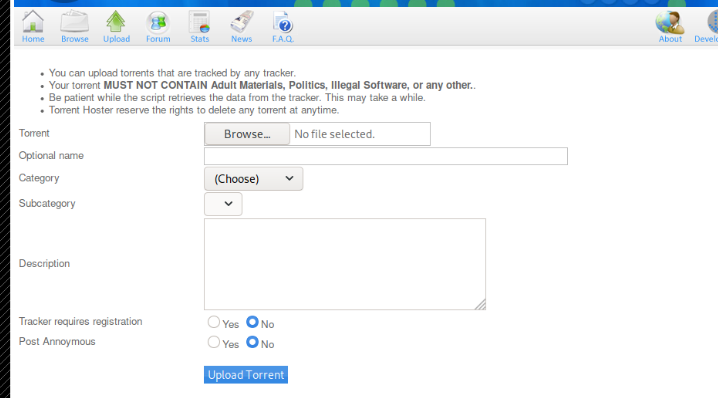 Home Browse Upload Forum Stats News F.A.Q. About
You can upload torrents that are tracked by any tracker.
Your torrent MUST NOT CONTAIN Adult Materials, Politics, Illegal Software, or any other..
Be patient while the script retrieves the data from the tracker. This may take a while.
Torrent Hoster reserve the rights to delete any torrent at anytime.
Torrent Browse... No file selected.
Optional name
Category (Choose)
Subcategory
Description
Tracker requires registration Yes No
Post Annoymous Yes No
Upload Torrent